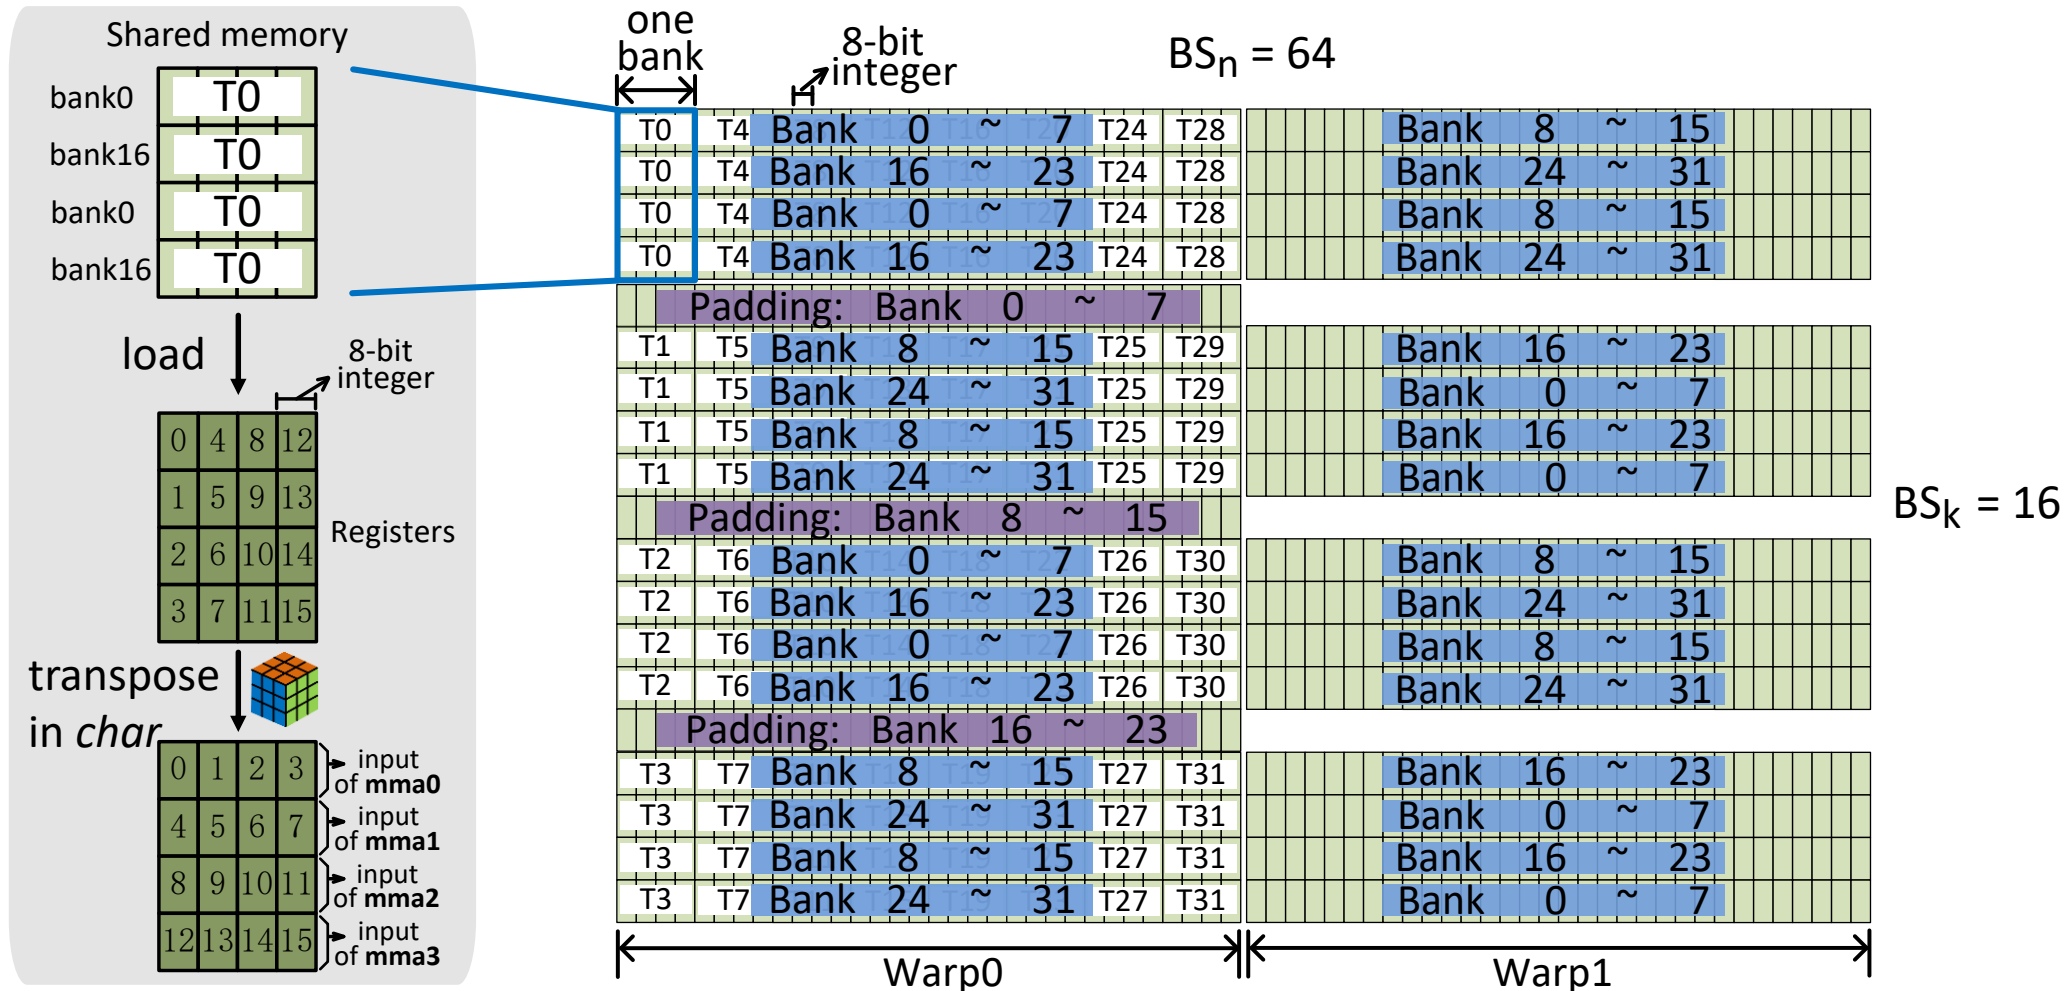 Shared memory
bank0 T0
bank16 T0
bank0 T0
bank16 T0
load
8-bit
integer
0 4 8 12
1 5 9 13
2 6 10 14
3 7 11 15
Registers
transpose
in char
0 1 2 3
input
of mma0
4 5 6 7
input
of mma1
8 9 10 11
input
of mma2
12 13 14 15
input
of mma3
one
bank
8-bit
integer
BSn = 64
T0 T4 Bank 0 ~ 7 T24 T28 Bank 8 ~ 15
T0 T4 Bank 16 ~ 23 T24 T28 Bank 24 ~ 31
T0 T4 Bank 0 ~ 7 T24 T28 Bank 8 ~ 15
T0 T4 Bank 16 ~ 23 T24 T28 Bank 24 ~ 31
Padding: Bank 0 ~ 7
T1 T5 Bank 8 ~ 15 T25 T29 Bank 16 ~ 23
T1 T5 Bank 24 ~ 31 T25 T29 Bank 0 ~ 7
T1 T5 Bank 8 ~ 15 T25 T29 Bank 16 ~ 23
T1 T5 Bank 24 ~ 31 T25 T29 Bank 0 ~ 7
BSk = 16
Padding: Bank 8 ~ 15
T2 T6 Bank 0 ~ 7 T26 T30 Bank 8 ~ 15
T2 T6 Bank 16 ~ 23 T26 T30 Bank 24 ~ 31
T2 T6 Bank 0 ~ 7 T26 T30 Bank 8 ~ 15
T2 T6 Bank 16 ~ 23 T26 T30 Bank 24 ~ 31
Padding: Bank 16 ~ 23
T3 T7 Bank 8 ~ 15 T27 T31 Bank 16 ~ 23
T3 T7 Bank 24 ~ 31 T27 T31 Bank 0 ~ 7
T3 T7 Bank 8 ~ 15 T27 T31 Bank 16 ~ 23
T3 T7 Bank 24 ~ 31 T27 T31 Bank 0 ~ 7
Warp0 Warp1